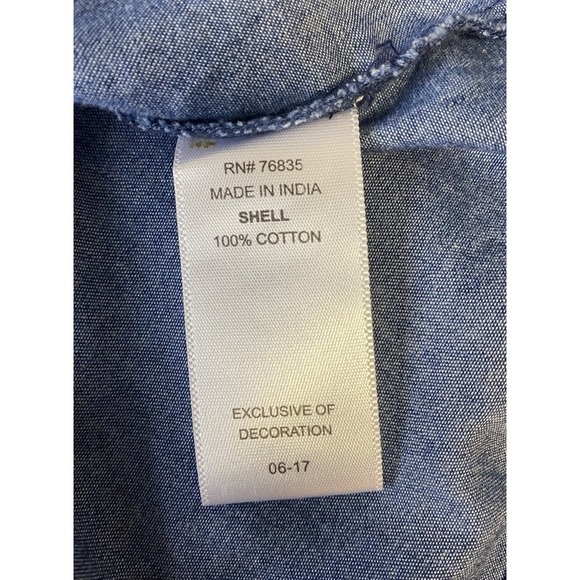 RN# 76835
MADE IN INDIA
SHELL
100% COTTON
EXCLUSIVE OF
DECORATION
06-17